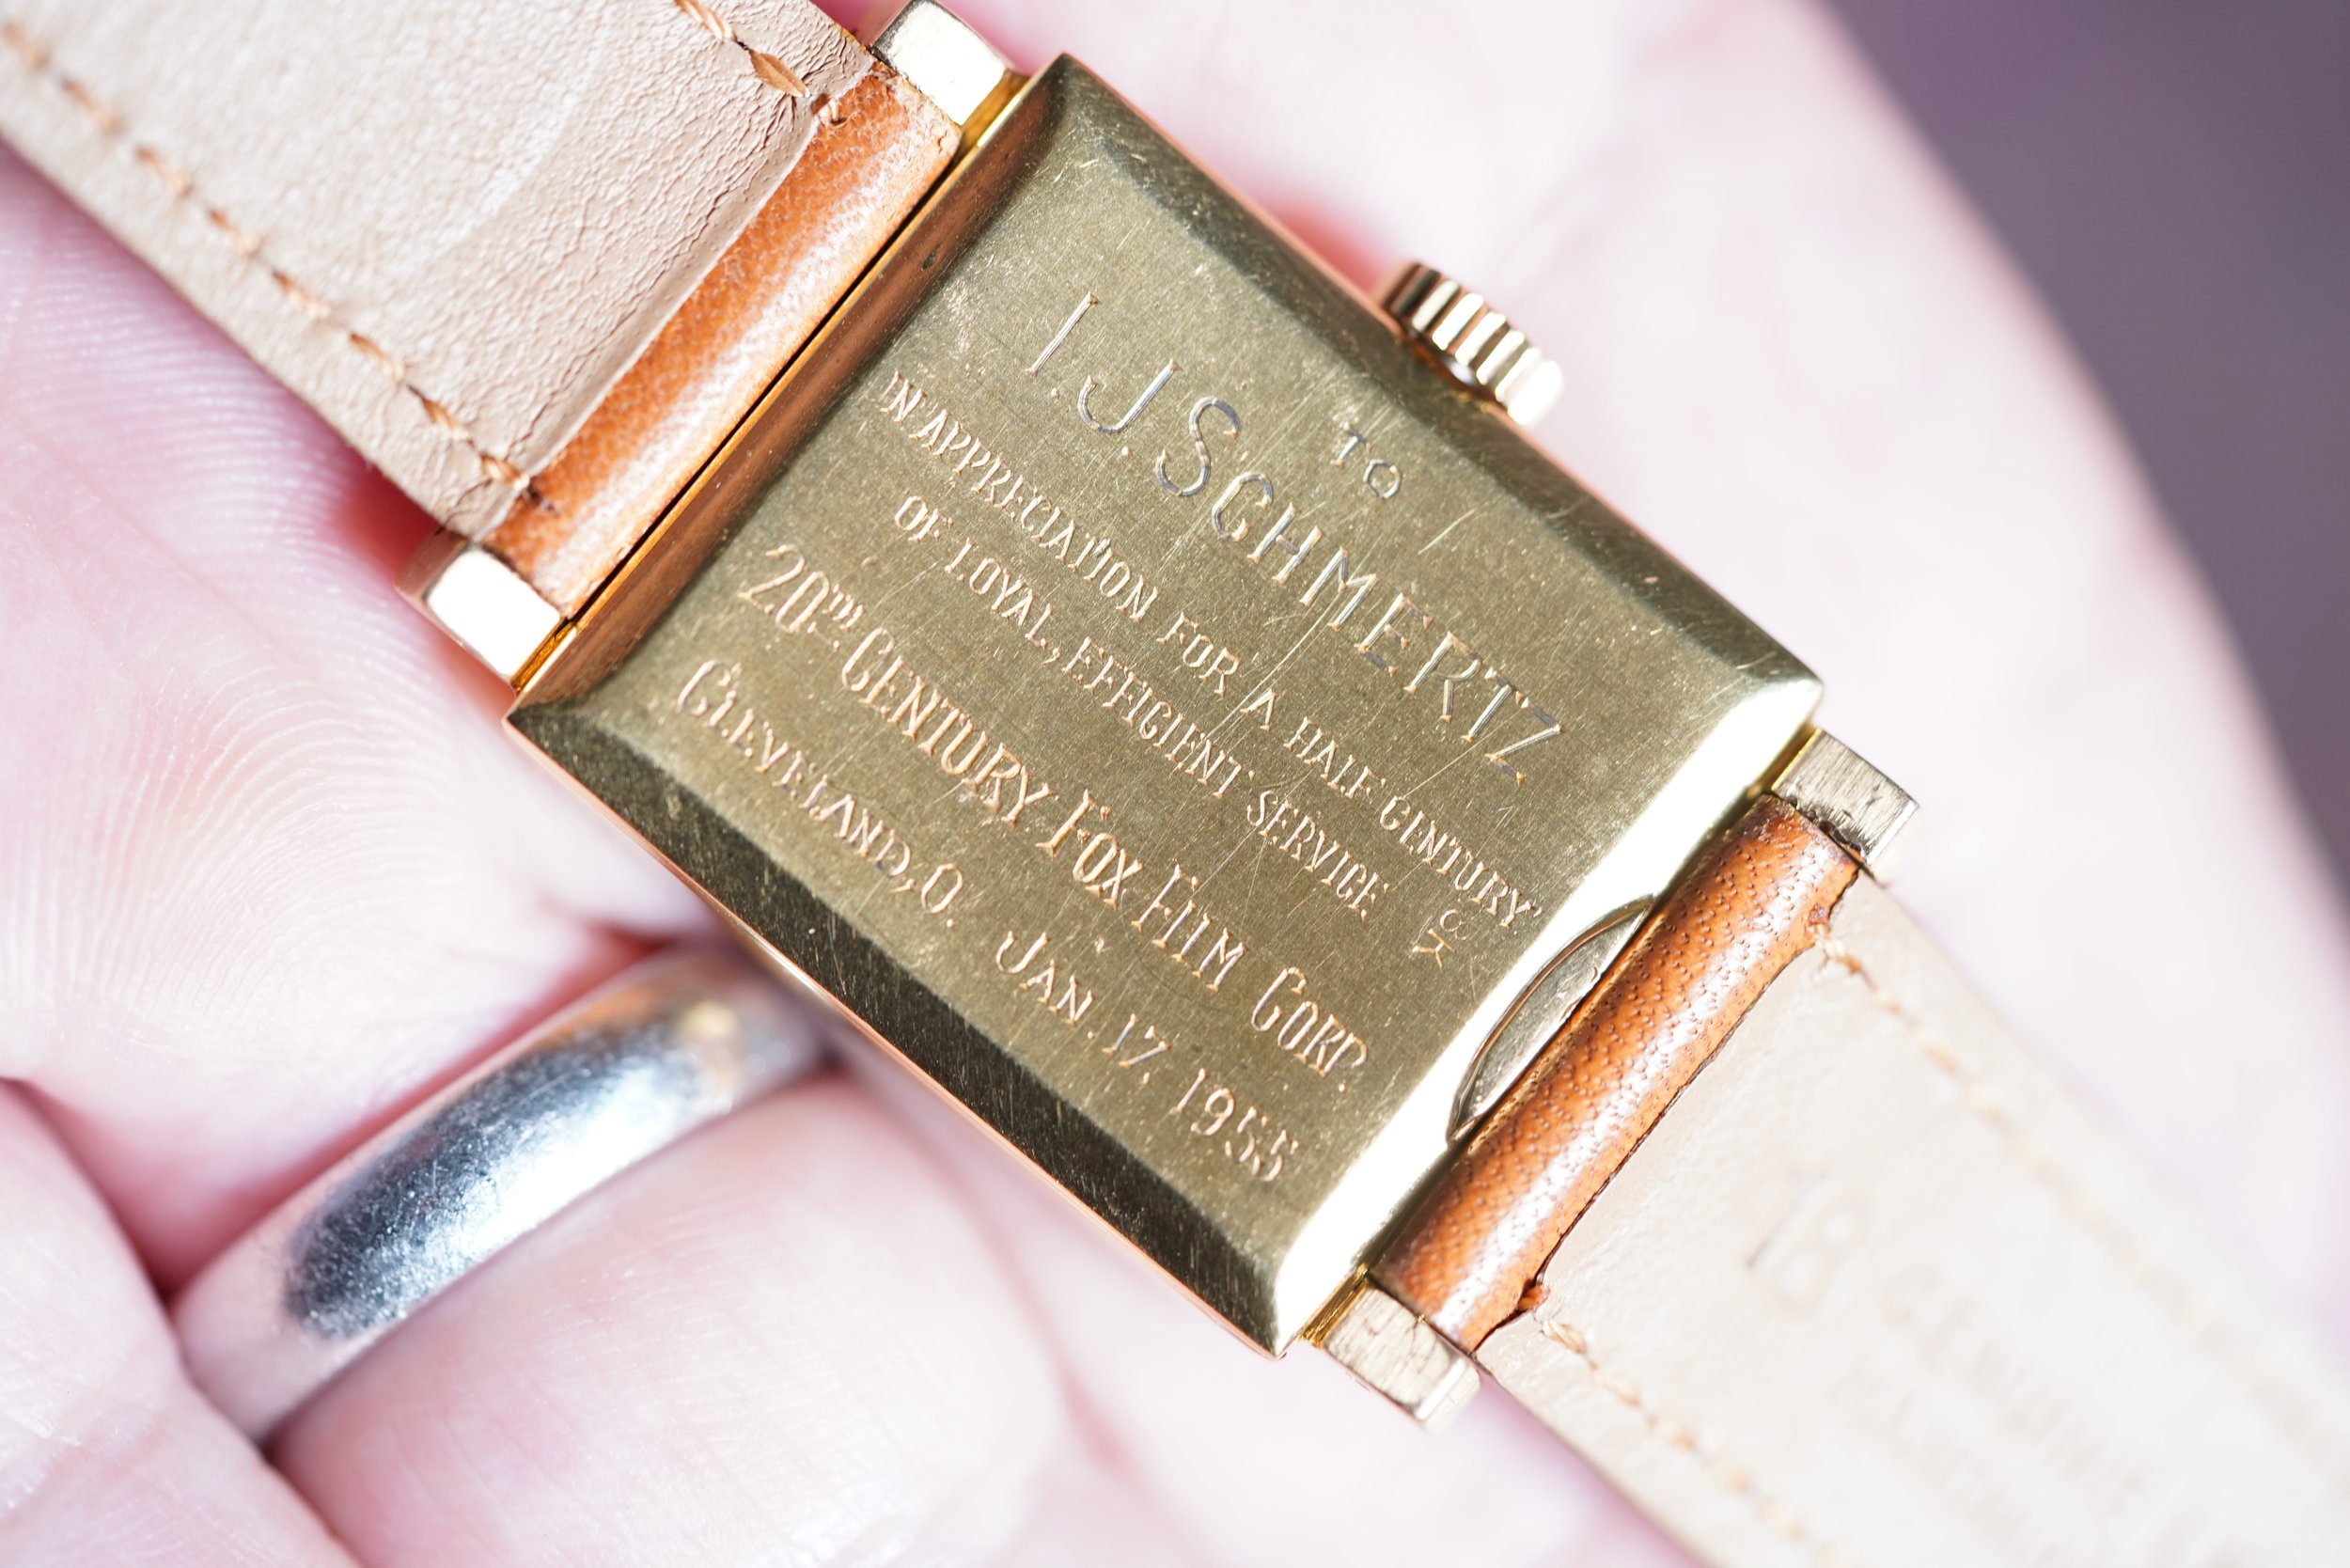 TO
I. J. SCHMERTZ
IN APPRECIATION FOR A HALF CENTURY
OF LOYAL, EFFICIENT SERVICE
20TH CENTURY FOX FILM CORP.
CLEVELAND, O. JAN. 17, 1955